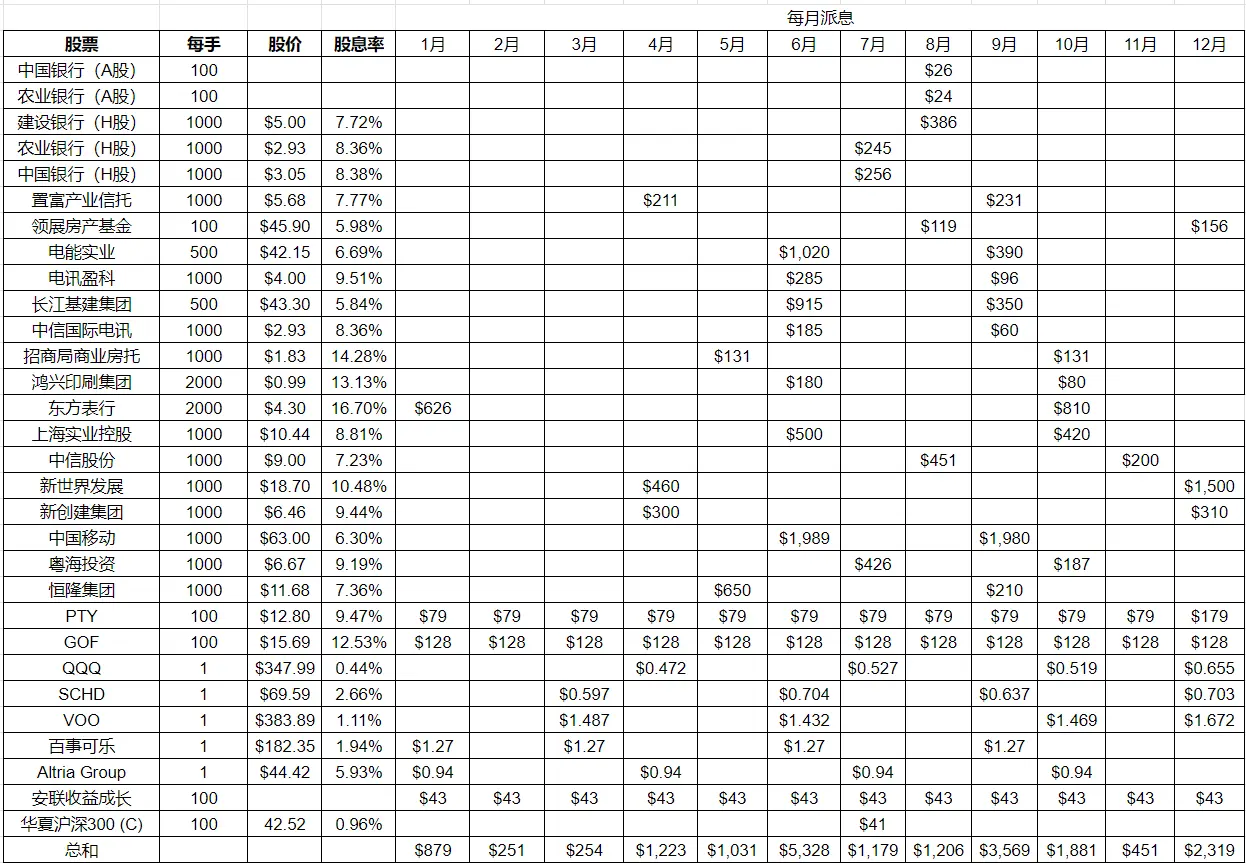 每月派息
股票 每手 股价 股息率 1月 2月 3月 4月 5月 6月 7月 8月 9月 10月 11月 12月
中国银行（A股） 100 $26
农业银行（A股） 100 $24
建设银行（H股） 1000 $5.00 7.72% $386
农业银行（H股） 1000 $2.93 8.36% $245
中国银行（H股） 1000 $3.05 8.38% $256
置富产业信托 1000 $5.68 7.77% $211 $231
领展房产基金 100 $45.90 5.98% $119 $156
电能实业 500 $42.15 6.69% $1,020 $390
电讯盈科 1000 $4.00 9.51% $285 $96
长江基建集团 500 $43.30 5.84% $915 $350
中信国际电讯 1000 $2.93 8.36% $185 $60
招商局商业房托 1000 $1.83 14.28% $131 $131
鸿兴印刷集团 2000 $0.99 13.13% $180 $80
东方表行 2000 $4.30 16.70% $626 $810
上海实业控股 1000 $10.44 8.81% $500 $420
中信股份 1000 $9.00 7.23% $451 $200
新世界发展 1000 $18.70 10.48% $460 $1,500
新创建集团 1000 $6.46 9.44% $300 $310
中国移动 1000 $63.00 6.30% $1,989 $1,980
粤海投资 1000 $6.67 9.19% $426 $187
恒隆集团 1000 $11.68 7.36% $650 $210
PTY 100 $12.80 9.47% $79 $79 $79 $79 $79 $79 $79 $79 $79 $79 $79 $179
GOF 100 $15.69 12.53% $128 $128 $128 $128 $128 $128 $128 $128 $128 $128 $128 $128
QQQ 1 $347.99 0.44% $0.472 $0.527 $0.519 $0.655
SCHD 1 $69.59 2.66% $0.597 $0.704 $0.637 $0.703
VOO 1 $383.89 1.11% $1.487 $1.432 $1.469 $1.672
百事可乐 1 $182.35 1.94% $1.27 $1.27 $1.27 $1.27
Altria Group 1 $44.42 5.93% $0.94 $0.94 $0.94 $0.94
安联收益成长 100 $43 $43 $43 $43 $43 $43 $43 $43 $43 $43 $43 $43
华夏沪深300 (C) 100 42.52 0.96% $41
总和 $879 $251 $254 $1,223 $1,031 $5,328 $1,179 $1,206 $3,569 $1,881 $451 $2,319